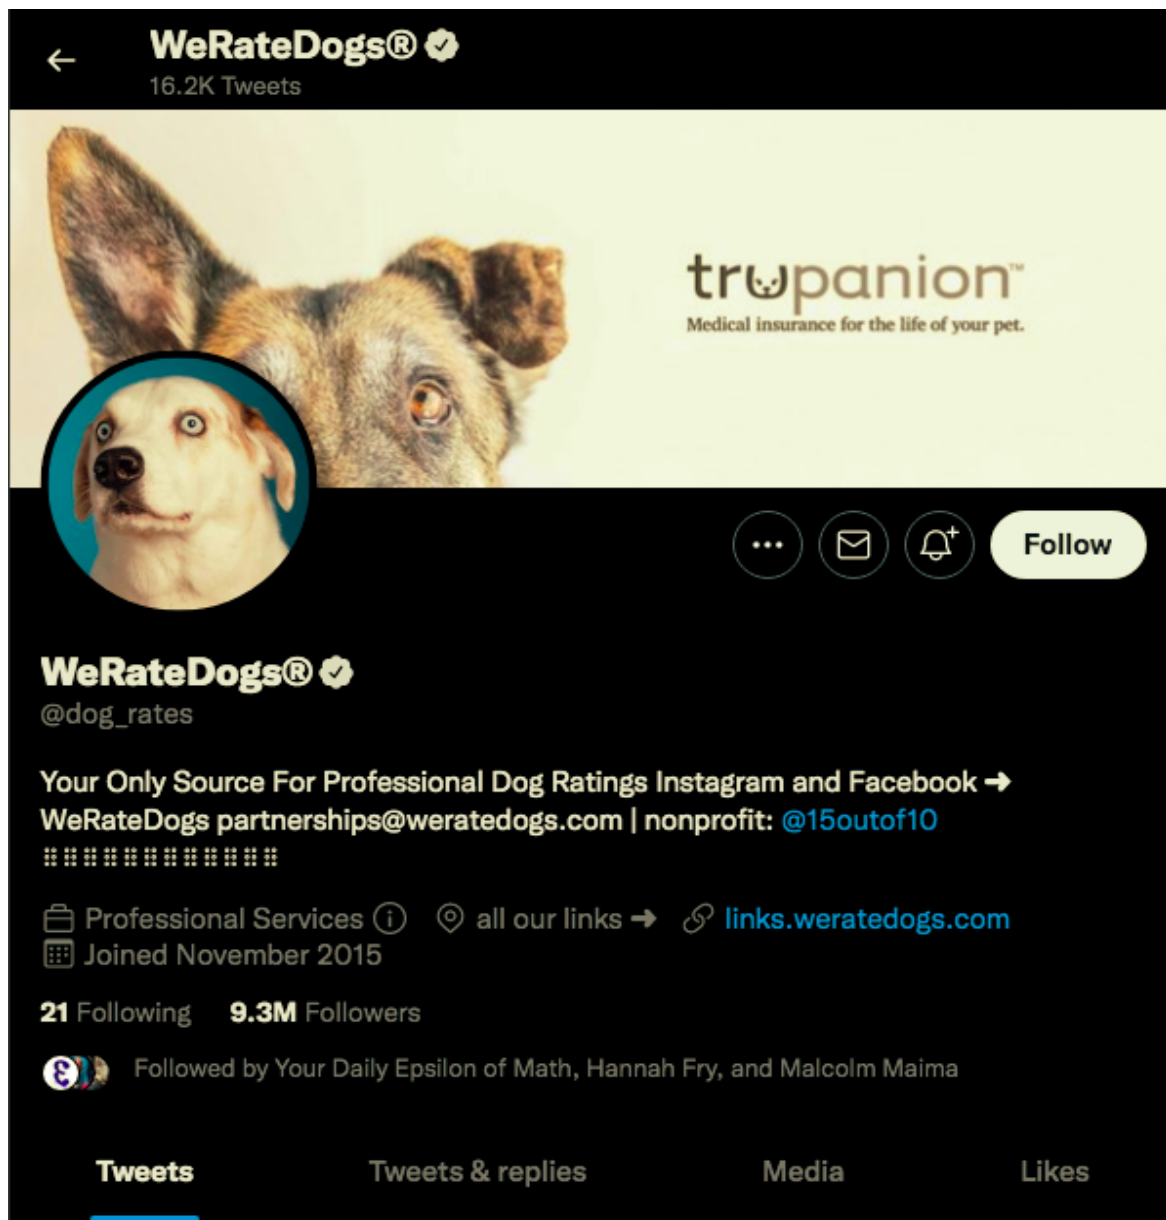 WeRateDogs®
16.2K Tweets
trupanion™
Medical insurance for the life of your pet.
Follow
WeRateDogs®
@dog_rates
Your Only Source For Professional Dog Ratings Instagram and Facebook ➜
WeRateDogs partnerships@weratedogs.com | nonprofit: @15outof10
⠿⠿⠿⠿⠿⠿⠿⠿⠿⠿⠿⠿
Professional Services all our links ➜ links.weratedogs.com
Joined November 2015
21 Following 9.3M Followers
Followed by Your Daily Epsilon of Math, Hannah Fry, and Malcolm Maima
Tweets Tweets & replies Media Likes